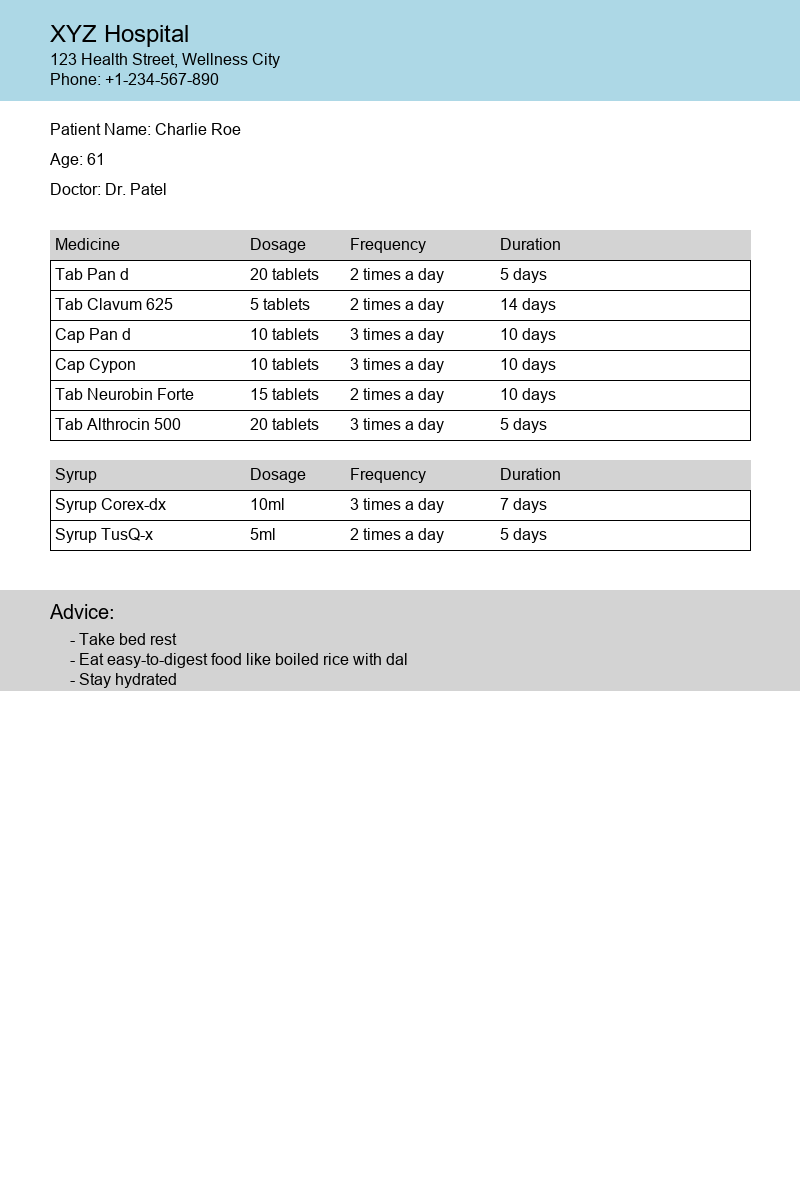 XYZ Hospital
123 Health Street, Wellness City
Phone: +1-234-567-890
Patient Name: Charlie Roe
Age: 61
Doctor: Dr. Patel
Medicine Dosage Frequency Duration
Tab Pan d 20 tablets 2 times a day 5 days
Tab Clavum 625 5 tablets 2 times a day 14 days
Cap Pan d 10 tablets 3 times a day 10 days
Cap Cypon 10 tablets 3 times a day 10 days
Tab Neurobin Forte 15 tablets 2 times a day 10 days
Tab Althrocin 500 20 tablets 3 times a day 5 days
Syrup Dosage Frequency Duration
Syrup Corex-dx 10ml 3 times a day 7 days
Syrup TusQ-x 5ml 2 times a day 5 days
Advice:
- Take bed rest
- Eat easy-to-digest food like boiled rice with dal
- Stay hydrated